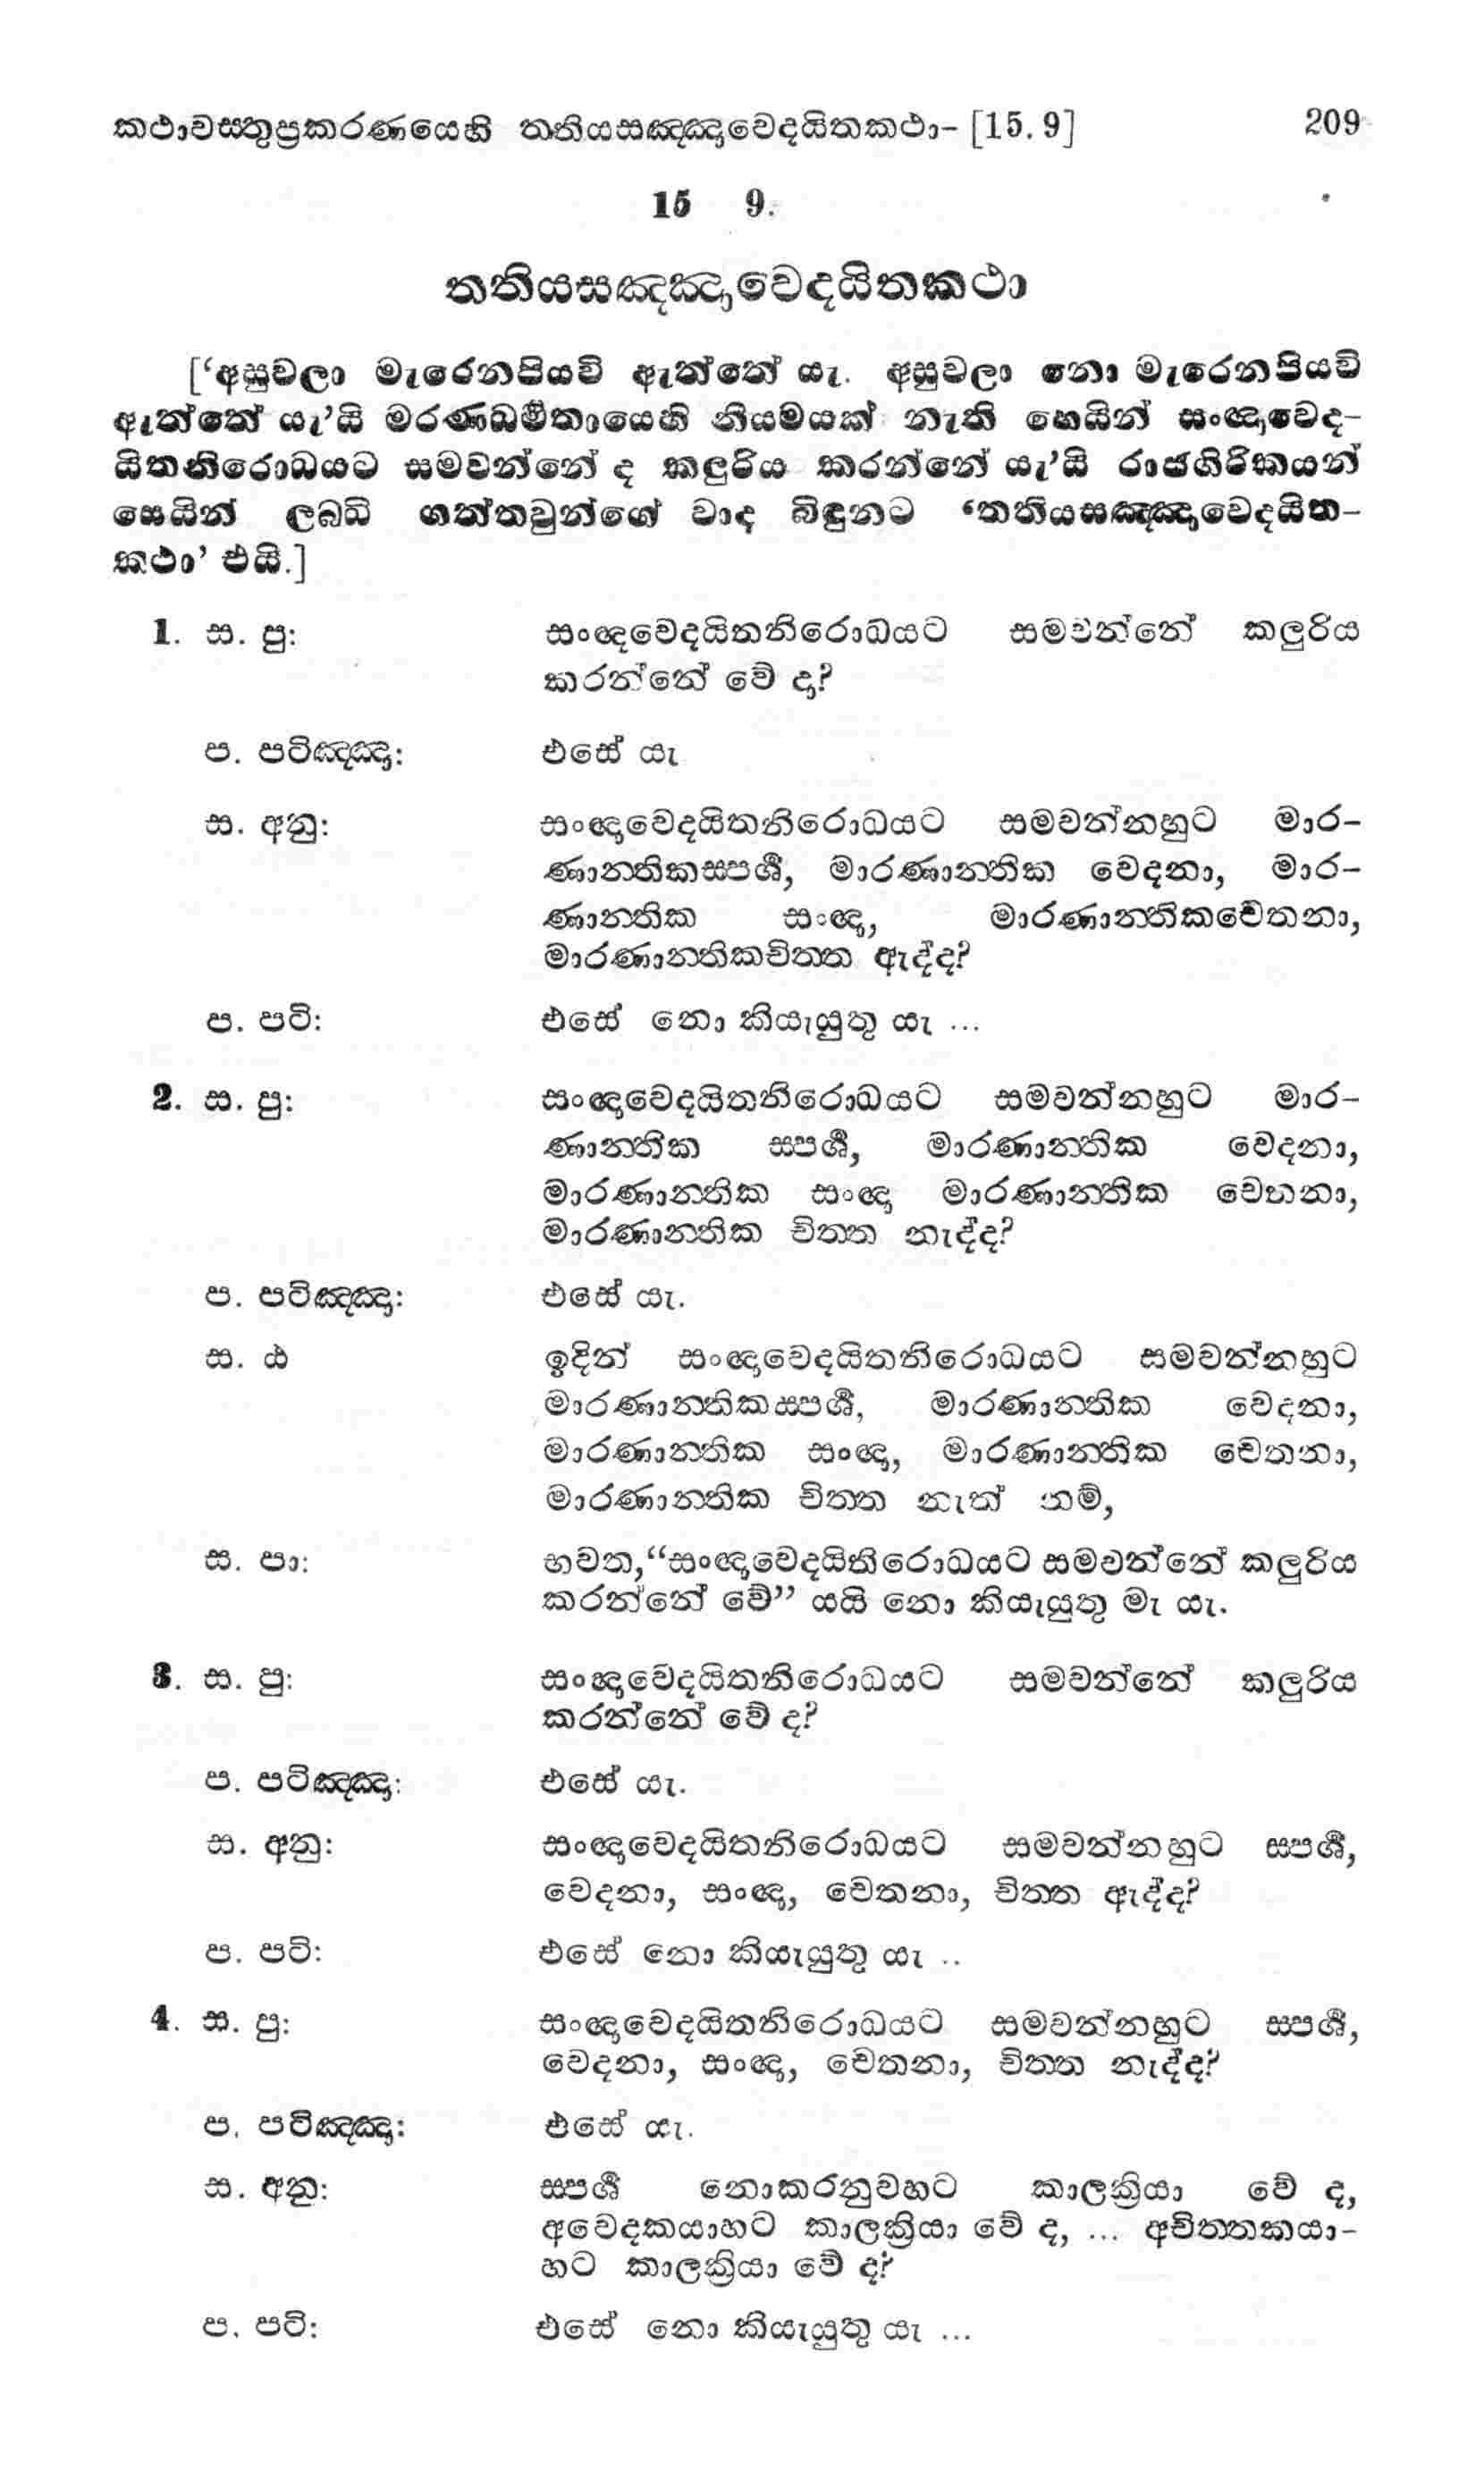 කථාවස්තුප්‍රකරණයෙහි තතියසඤ්ඤාවෙදයිතකථා- [15. 9] 209
15 9.
තතියසඤ්ඤාවෙදයිතකථා
[‘අසුවලා මැරෙනපියවි ඇත්තේ යැ. අසුවලා නො මැරෙනපියවි
ඇත්තේ යැ’යි මරණධර්මතායෙහි නියමයක් නැති හෙයින් සංඥාවෙද-
යිතනිරොධයට සමවන්නේ ද කලුරිය කරන්නේ යැ’යි රාජගිරිකයන්
සෙයින් ලබ්ධි ගත්තවුන්ගේ වාද බිඳුනට ‘තතියසඤ්ඤාවෙදයිත-
කථා’ එයි.]
1. ස. පු: සංඥවෙදයිතනිරොධයට සමවන්නේ කලුරිය
කරන්නේ වේ ද?
ප. පටිඤ්ඤා: එසේ යැ
ස. අනු: සංඥාවෙදයිතනිරොධයට සමවන්නහුට මාර-
ණාන්තිකස්පර්ශ, මාරණාන්තික වෙදනා, මාර-
ණාන්තික සංඥා, මාරණාන්තිකචෙතනා,
මාරණාන්තිකචිත්ත ඇද්ද?
ප. පටි: එසේ නො කියැයුතු යැ ...
2. ස. පු: සංඥාවෙදයිතනිරොධයට සමවන්නහුට මාර-
ණාන්තික ස්පර්ශ, මාරණාන්තික වෙදනා,
මාරණාන්තික සංඥා මාරණාන්තික චෙතනා,
මාරණාන්තික චිත්ත නැද්ද?
ප. පටිඤ්ඤා: එසේ යැ.
ස. ඨ ඉදින් සංඥාවෙදයිතනිරොධයට සමවන්නහුට
මාරණාන්තිකස්පර්ශ, මාරණාන්තික වෙදනා,
මාරණාන්තික සංඥා, මාරණාන්තික චෙතනා,
මාරණාන්තික චිත්ත නැත් නම්,
ස. පා: භවත,“සංඥාවෙදයිතිරොධයට සමවන්නේ කලුරිය
කරන්නේ වේ” යයි නො කියැයුතු මැ යැ.
3. ස. පු: සංඥාවෙදයිතනිරොධයට සමවන්නේ කලුරිය
කරන්නේ වේ ද?
ප. පටිඤ්ඤා: එසේ යැ.
ස. අනු: සංඥාවෙදයිතනිරොධයට සමවන්නහුට ස්පර්ශ,
වෙදනා, සංඥා, චෙතනා, චිත්ත ඇද්ද?
ප. පටි: එසේ නො කියැයුතු යැ ..
4. ස. පු: සංඥාවෙදයිතනිරොධයට සමවන්නහුට ස්පර්ශ,
වෙදනා, සංඥා, චෙතනා, චිත්ත නැද්ද?
ප. පටිඤ්ඤා: එසේ යැ.
ස. අනු: ස්පර්ශ නොකරනුවහට කාලක්‍රියා වේ ද,
අවෙදකයාහට කාලක්‍රියා වේ ද, ... අචිත්තකයා-
හට කාලක්‍රියා වේ ද?
ප. පටි: එසේ නො කියැයුතු යැ ...